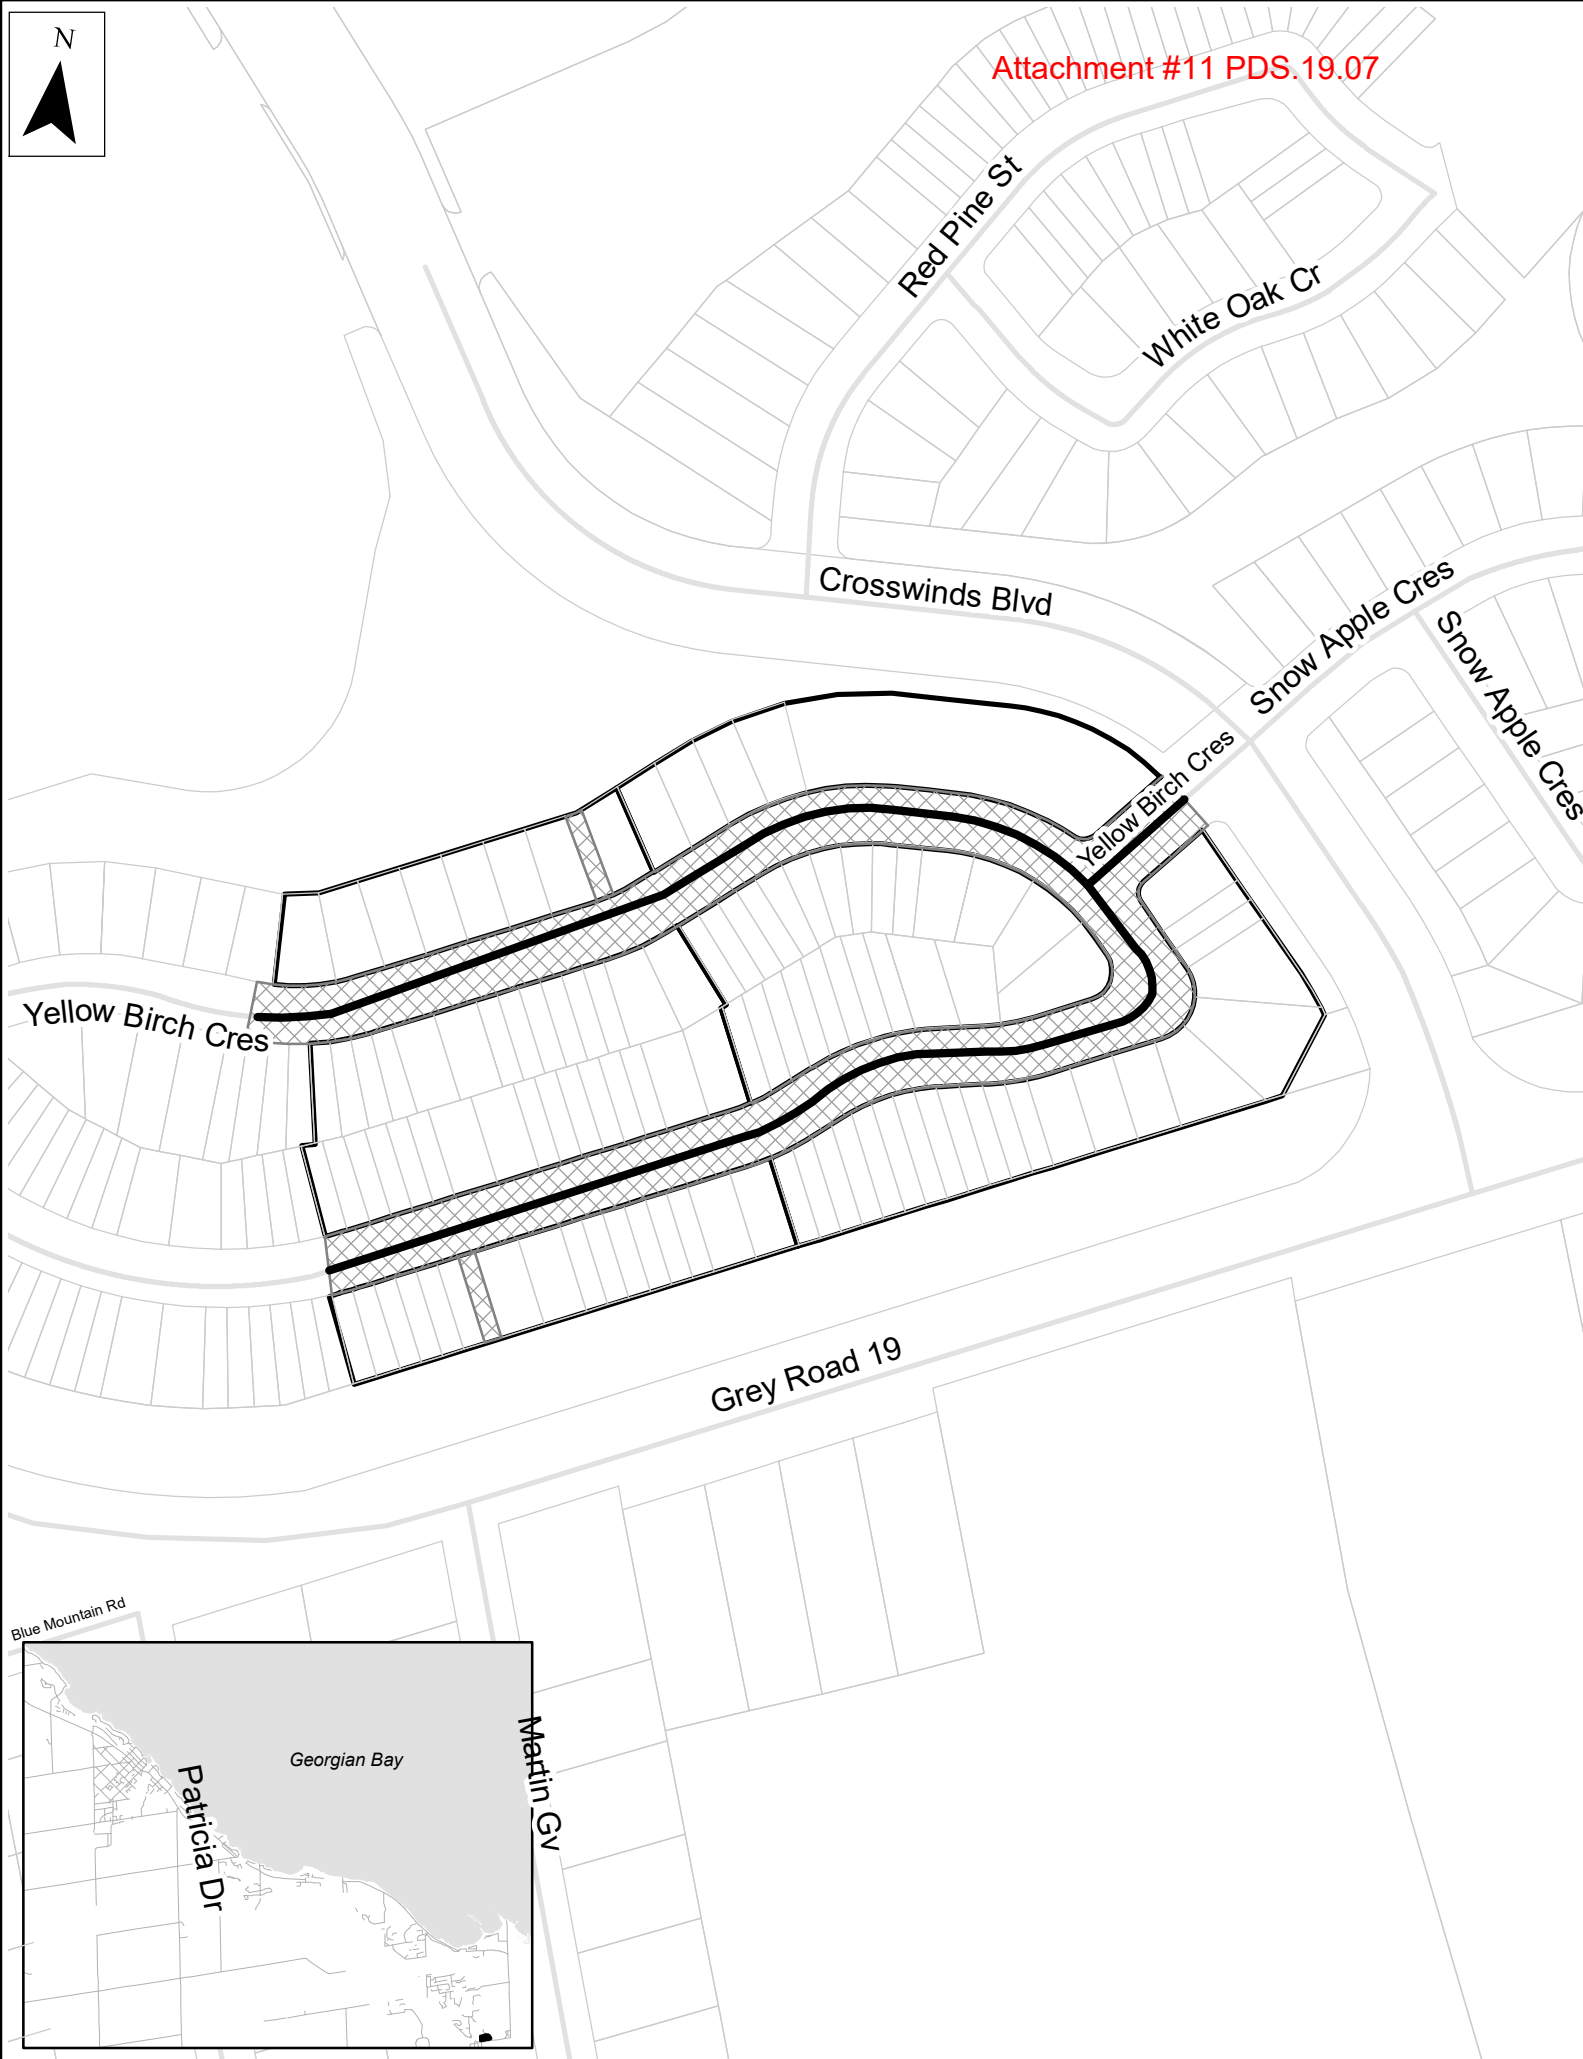 N
Attachment #11 PDS.19.07
Red Pine St
White Oak Cr
Crosswinds Blvd
Snow Apple Cres
Snow Apple Cres
Yellow Birch Cres
Yellow Birch Cres
Grey Road 19
Blue Mountain Rd
Georgian Bay
Patricia Dr
Martin Gv